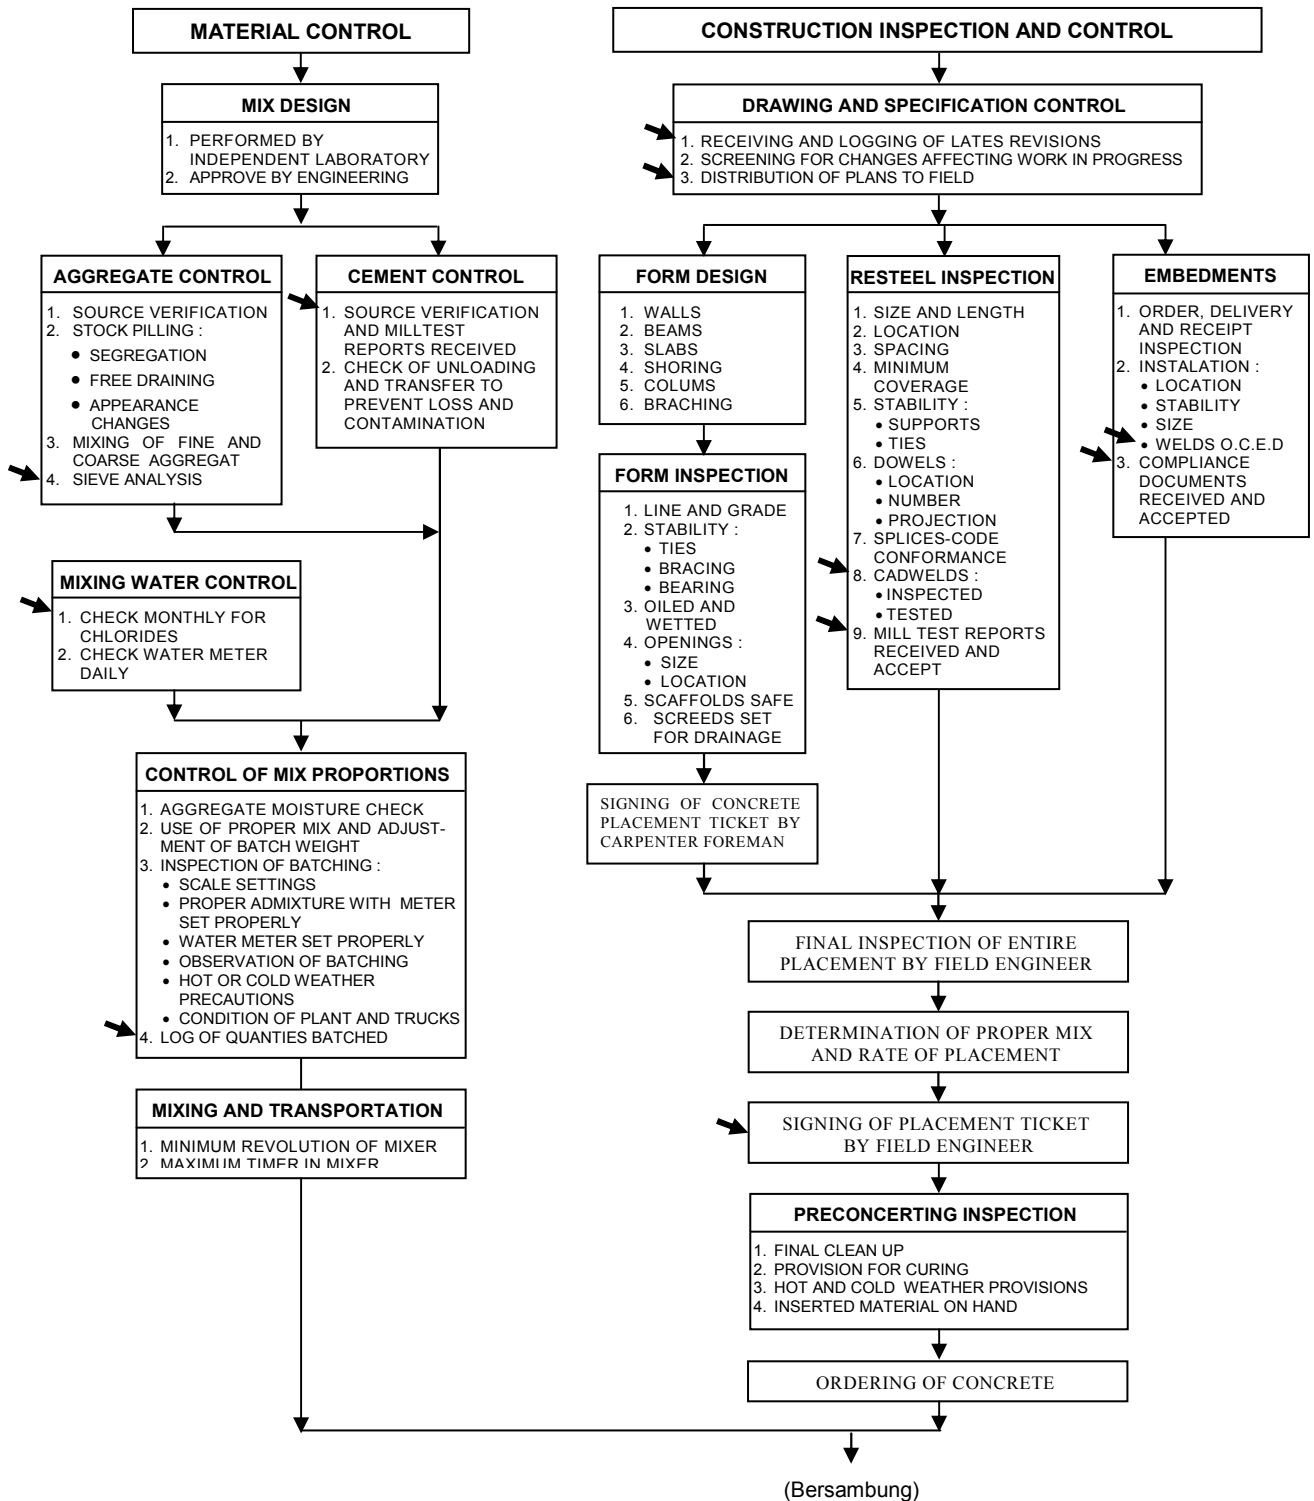 MATERIAL CONTROL
MIX DESIGN
1. PERFORMED BY
INDEPENDENT LABORATORY
2. APPROVE BY ENGINEERING
AGGREGATE CONTROL
1. SOURCE VERIFICATION
2. STOCK PILLING :
• SEGREGATION
• FREE DRAINING
• APPEARANCE
CHANGES
3. MIXING OF FINE AND
COARSE AGGREGAT
4. SIEVE ANALYSIS
CEMENT CONTROL
1. SOURCE VERIFICATION
AND MILLTEST
REPORTS RECEIVED
2. CHECK OF UNLOADING
AND TRANSFER TO
PREVENT LOSS AND
CONTAMINATION
MIXING WATER CONTROL
1. CHECK MONTHLY FOR
CHLORIDES
2. CHECK WATER METER
DAILY
CONTROL OF MIX PROPORTIONS
1. AGGREGATE MOISTURE CHECK
2. USE OF PROPER MIX AND ADJUST-
MENT OF BATCH WEIGHT
3. INSPECTION OF BATCHING :
• SCALE SETTINGS
• PROPER ADMIXTURE WITH METER
SET PROPERLY
• WATER METER SET PROPERLY
• OBSERVATION OF BATCHING
• HOT OR COLD WEATHER
PRECAUTIONS
• CONDITION OF PLANT AND TRUCKS
4. LOG OF QUANTIES BATCHED
MIXING AND TRANSPORTATION
1. MINIMUM REVOLUTION OF MIXER
2. MAXIMUM TIMER IN MIXER
CONSTRUCTION INSPECTION AND CONTROL
DRAWING AND SPECIFICATION CONTROL
1. RECEIVING AND LOGGING OF LATES REVISIONS
2. SCREENING FOR CHANGES AFFECTING WORK IN PROGRESS
3. DISTRIBUTION OF PLANS TO FIELD
FORM DESIGN
1. WALLS
2. BEAMS
3. SLABS
4. SHORING
5. COLUMS
6. BRACHING
FORM INSPECTION
1. LINE AND GRADE
2. STABILITY :
• TIES
• BRACING
• BEARING
3. OILED AND
WETTED
4. OPENINGS :
• SIZE
• LOCATION
5. SCAFFOLDS SAFE
6. SCREEDS SET
FOR DRAINAGE
SIGNING OF CONCRETE
PLACEMENT TICKET BY
CARPENTER FOREMAN
RESTEEL INSPECTION
1. SIZE AND LENGTH
2. LOCATION
3. SPACING
4. MINIMUM
COVERAGE
5. STABILITY :
• SUPPORTS
• TIES
6. DOWELS :
• LOCATION
• NUMBER
• PROJECTION
7. SPLICES-CODE
CONFORMANCE
8. CADWELDS :
• INSPECTED
• TESTED
9. MILL TEST REPORTS
RECEIVED AND
ACCEPT
EMBEDMENTS
1. ORDER, DELIVERY
AND RECEIPT
INSPECTION
2. INSTALATION :
• LOCATION
• STABILITY
• SIZE
• WELDS O.C.E.D
3. COMPLIANCE
DOCUMENTS
RECEIVED AND
ACCEPTED
FINAL INSPECTION OF ENTIRE
PLACEMENT BY FIELD ENGINEER
DETERMINATION OF PROPER MIX
AND RATE OF PLACEMENT
SIGNING OF PLACEMENT TICKET
BY FIELD ENGINEER
PRECONCERTING INSPECTION
1. FINAL CLEAN UP
2. PROVISION FOR CURING
3. HOT AND COLD WEATHER PROVISIONS
4. INSERTED MATERIAL ON HAND
ORDERING OF CONCRETE
(Bersambung)